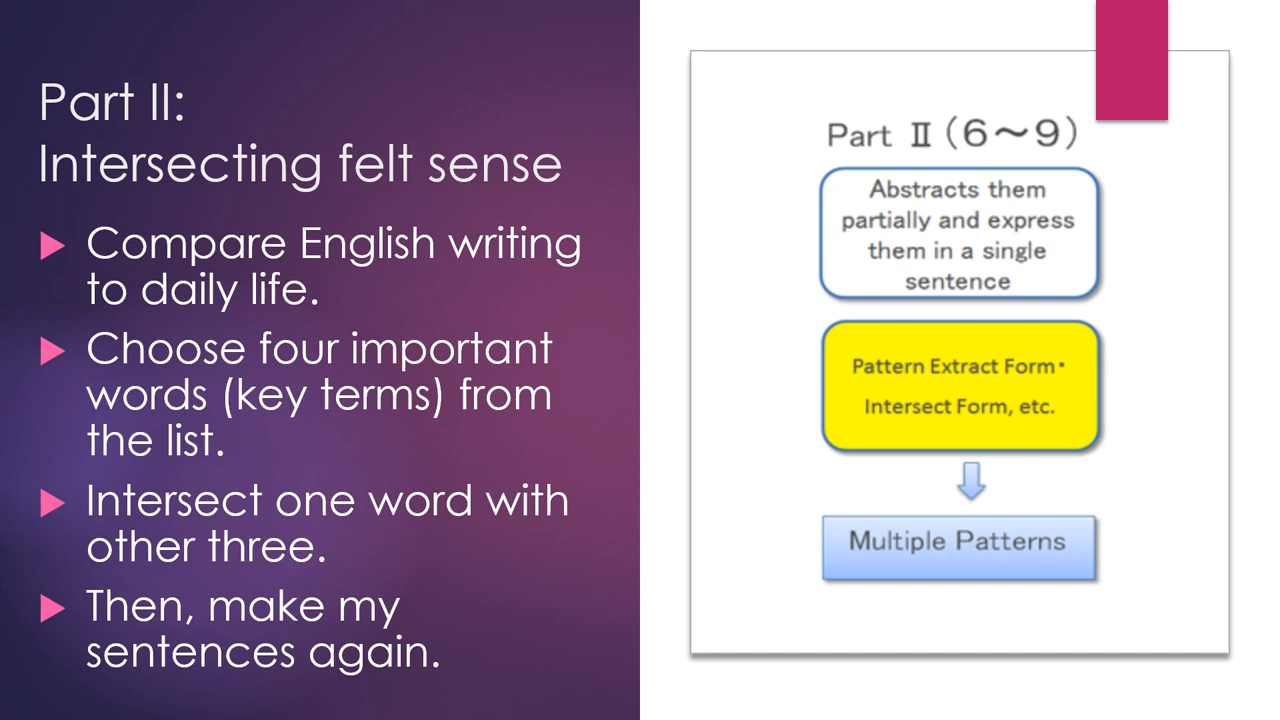 Part II:
Intersecting felt sense
Compare English writing
to daily life.
Choose four important
words (key terms) from
the list.
Intersect one word with
other three.
Then, make my
sentences again.
Part Ⅱ（６～９）
Abstracts them
partially and express
them in a single
sentence
Pattern Extract Form・
Intersect Form, etc.
Multiple Patterns